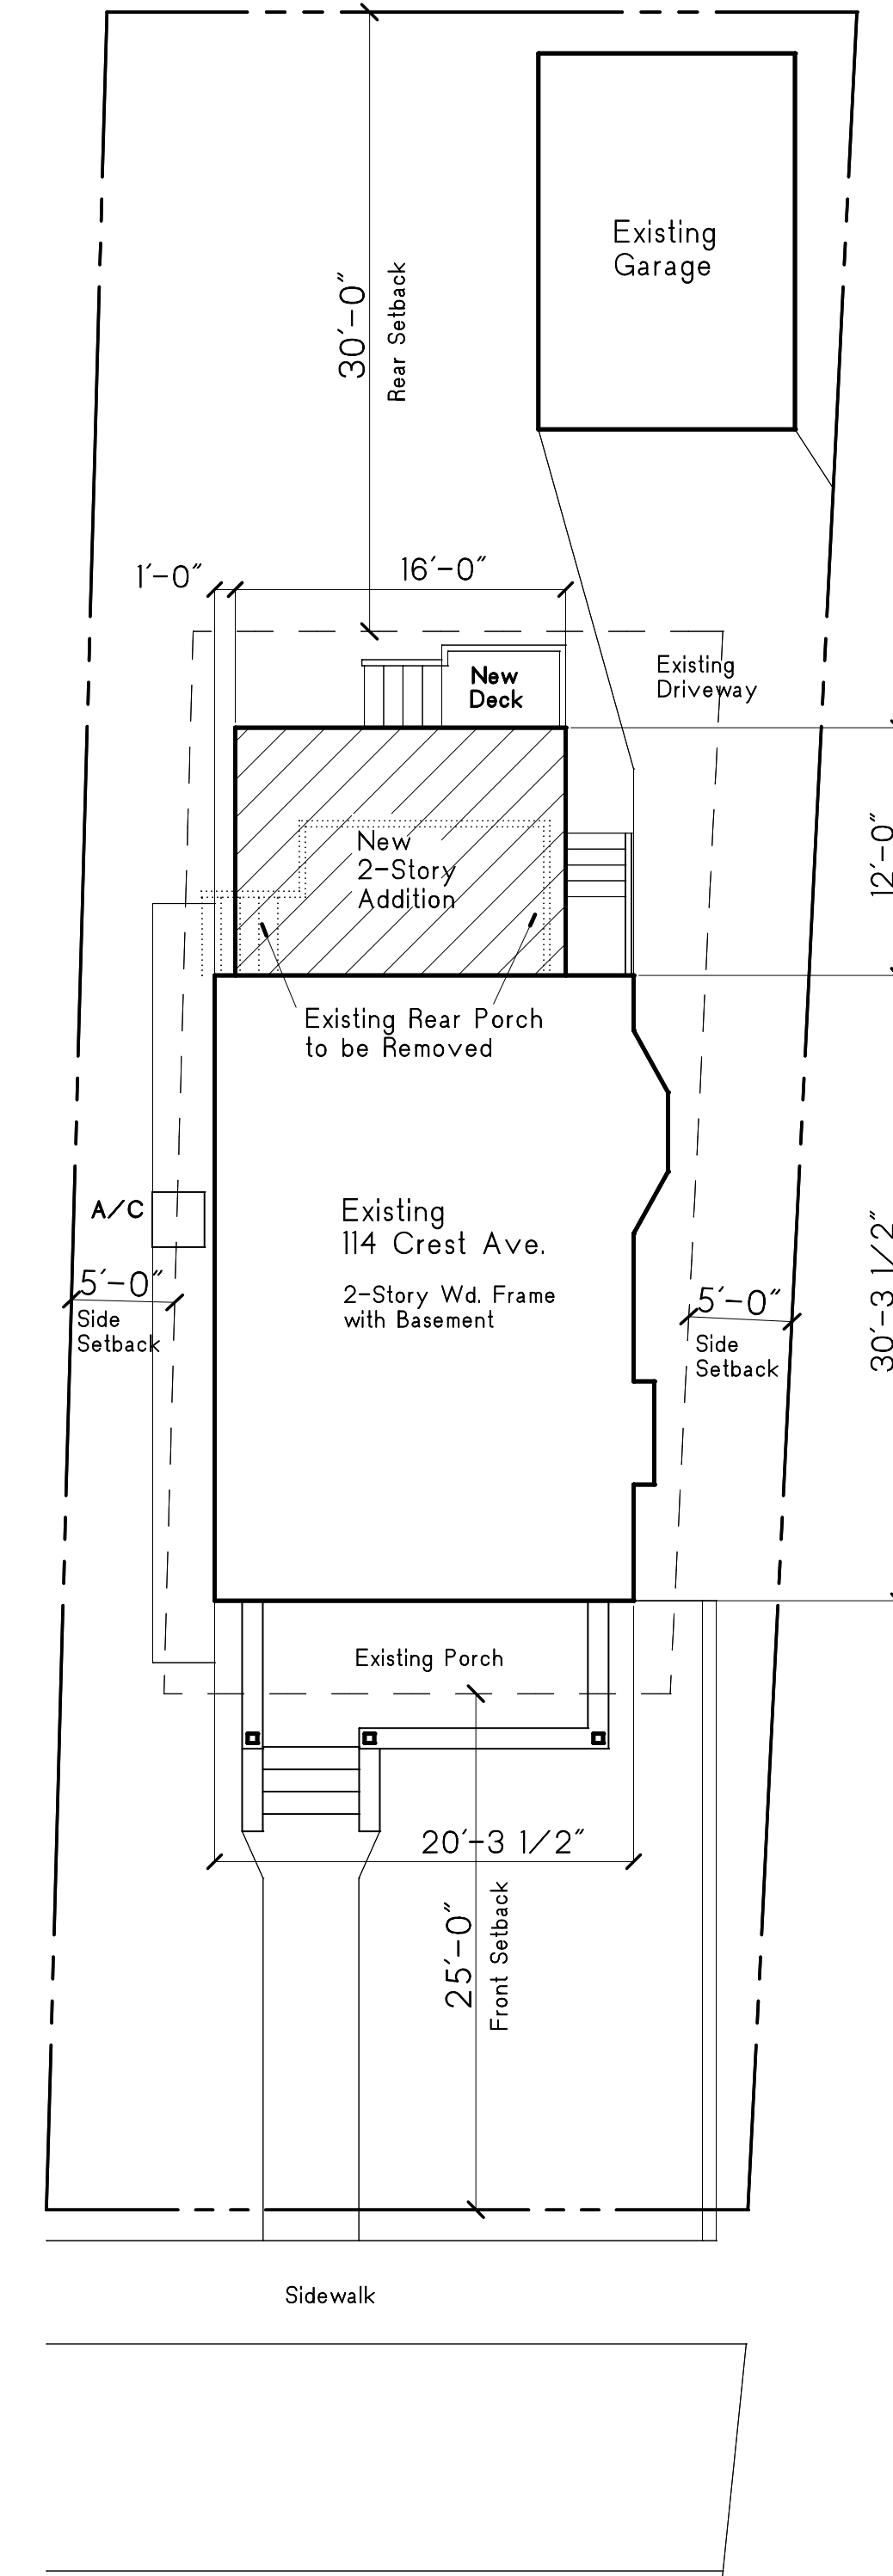 Existing
Garage
30'-0"
Rear Setback
1'-0"
16'-0"
New
Deck
Existing
Driveway
12'-0"
New
2-Story
Addition
Existing Rear Porch
to be Removed
A/C
Existing
114 Crest Ave.
2-Story Wd. Frame
with Basement
30'-3 1/2"
5'-0"
Side
Setback
5'-0"
Side
Setback
Existing Porch
20'-3 1/2"
25'-0"
Front Setback
Sidewalk